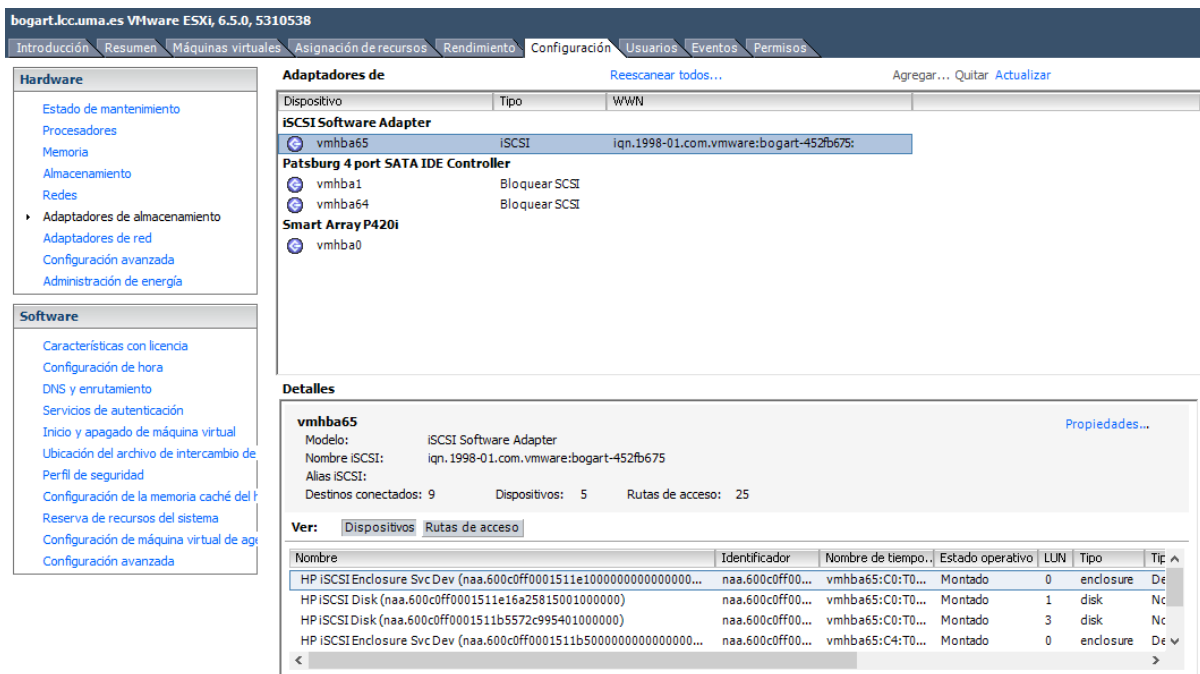 bogart.lcc.uma.es VMware ESXi, 6.5.0, 5310538
Introducción Resumen Máquinas virtuales Asignación de recursos Rendimiento Configuración Usuarios Eventos Permisos
Hardware
Estado de mantenimiento
Procesadores
Memoria
Almacenamiento
Redes
Adaptadores de almacenamiento
Adaptadores de red
Configuración avanzada
Administración de energía
Software
Características con licencia
Configuración de hora
DNS y enrutamiento
Servicios de autenticación
Inicio y apagado de máquina virtual
Ubicación del archivo de intercambio de
Perfil de seguridad
Configuración de la memoria caché del h
Reserva de recursos del sistema
Configuración de máquina virtual de age
Configuración avanzada
Adaptadores de Reescanear todos... Agregar... Quitar Actualizar
Dispositivo Tipo WWN
iSCSI Software Adapter
vmhba65 iSCSI iqn.1998-01.com.vmware:bogart-452fb675:
Patsburg 4 port SATA IDE Controller
vmhba1 Bloquear SCSI
vmhba64 Bloquear SCSI
Smart Array P420i
vmhba0
Detalles
vmhba65 Propiedades...
Modelo: iSCSI Software Adapter
Nombre iSCSI: iqn.1998-01.com.vmware:bogart-452fb675
Alias iSCSI:
Destinos conectados: 9 Dispositivos: 5 Rutas de acceso: 25
Ver: Dispositivos Rutas de acceso
Nombre Identificador Nombre de tiempo.. Estado operativo LUN Tipo Tip
HP iSCSI Enclosure Svc Dev (naa.600c0ff0001511e1000000000000000... naa.600c0ff00... vmhba65:C0:T0... Montado 0 enclosure De
HP iSCSI Disk (naa.600c0ff0001511e16a25815001000000) naa.600c0ff00... vmhba65:C0:T0... Montado 1 disk Nc
HP iSCSI Disk (naa.600c0ff0001511b5572c995401000000) naa.600c0ff00... vmhba65:C0:T0... Montado 3 disk Nc
HP iSCSI Enclosure Svc Dev (naa.600c0ff0001511b5000000000000000... naa.600c0ff00... vmhba65:C4:T0... Montado 0 enclosure De